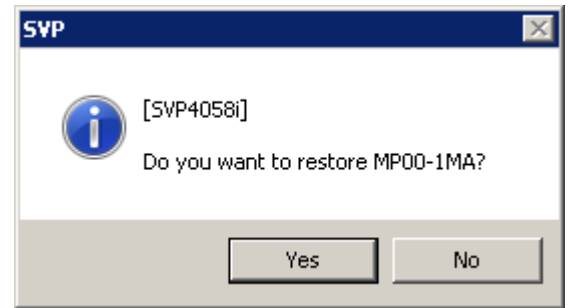 SVP
[SVP4058i]
Do you want to restore MP00-1MA?
Yes
No